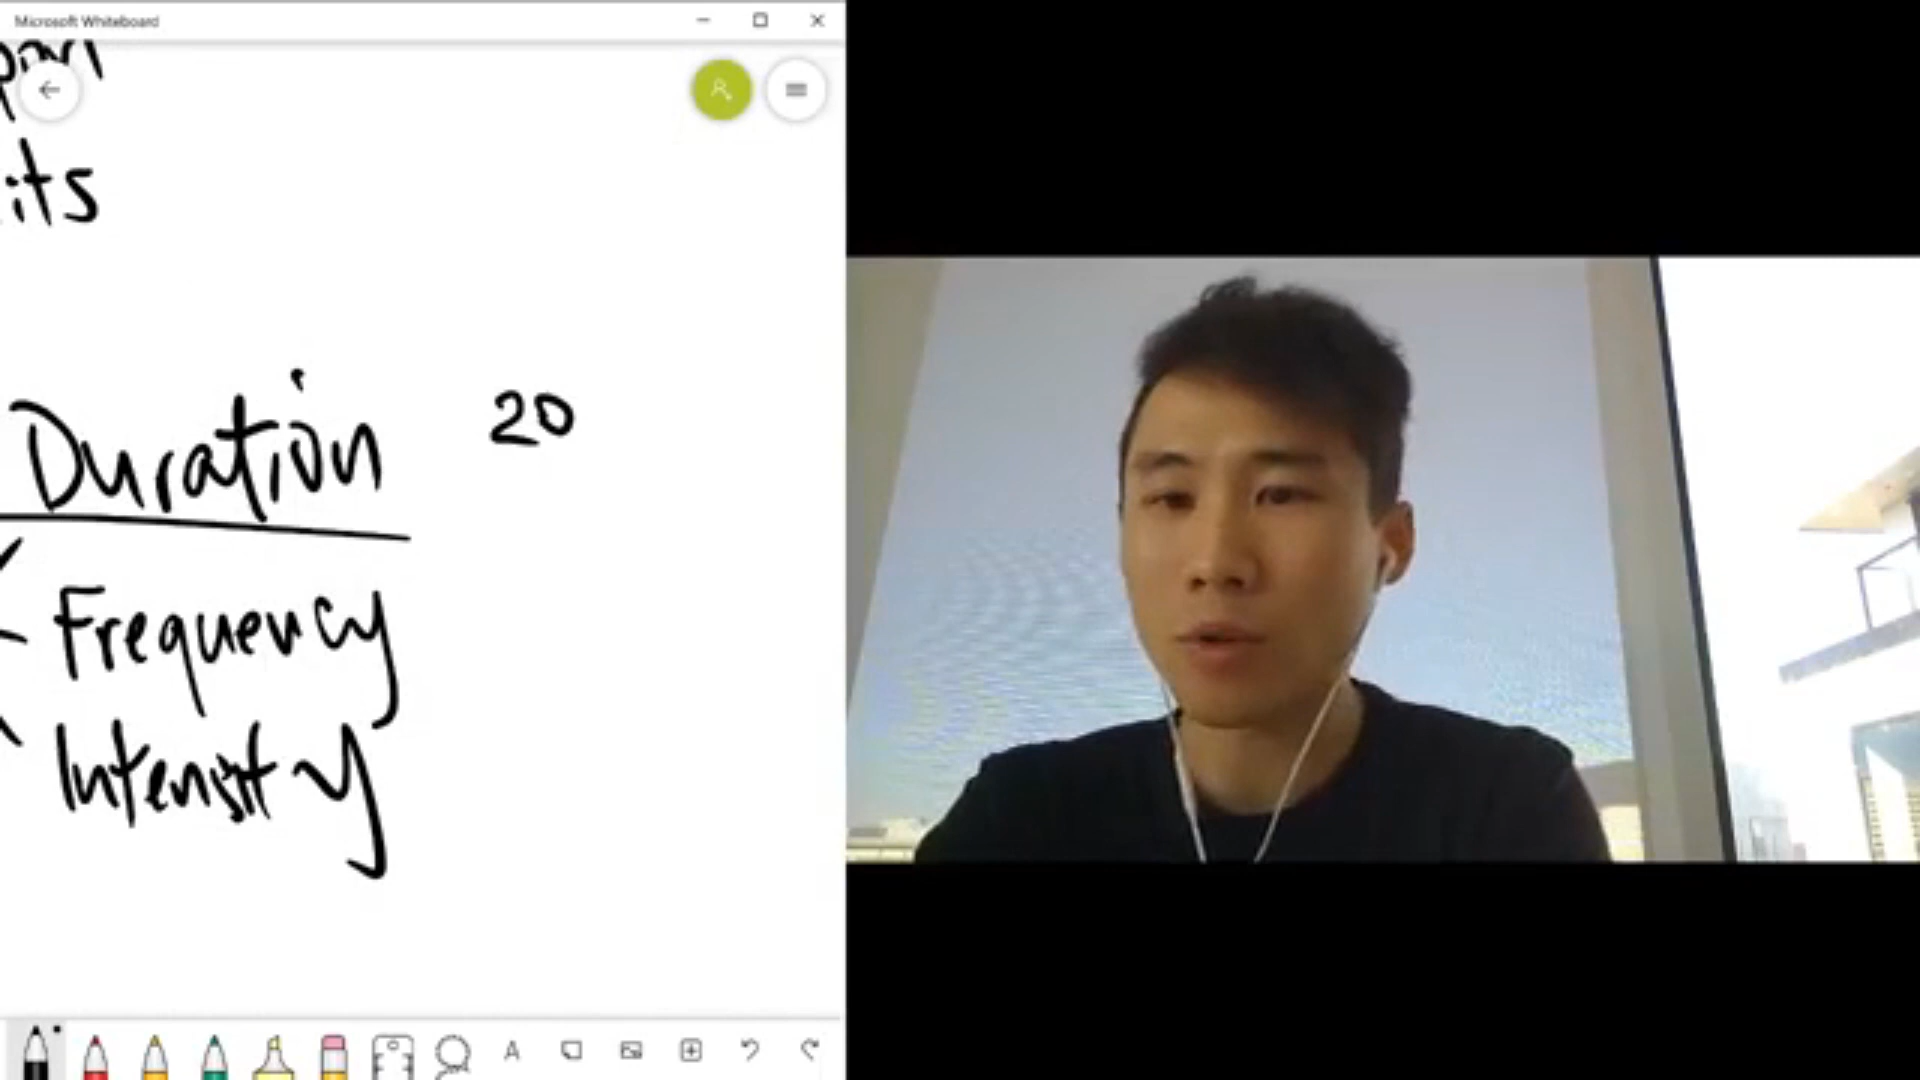 Microsoft Whiteboard
its
Duration 20
Frequency
Intensity
A